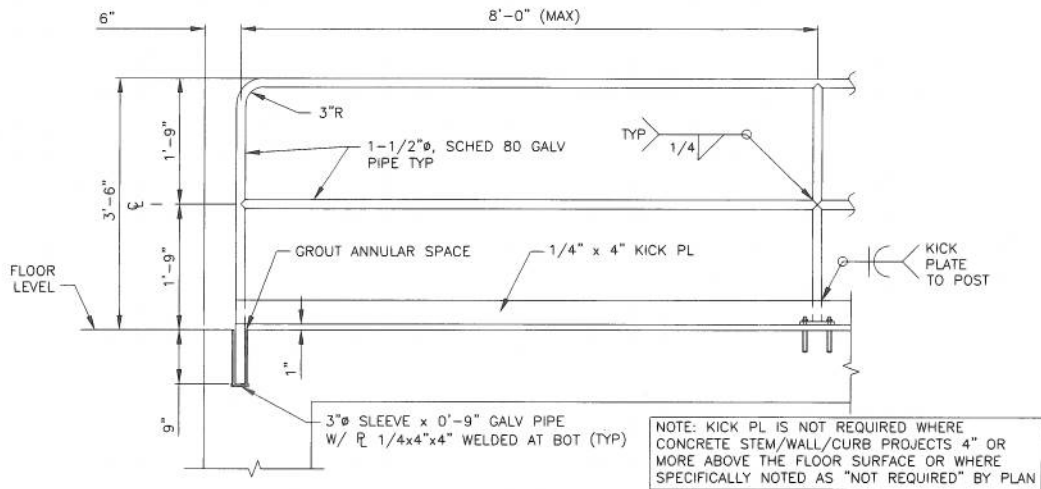 6"
8'-0" (MAX)
3"R
1-1/2"ø, SCHED 80 GALV
PIPE TYP
TYP
1/4
1'-9"
3'-6"
℄
1'-9"
GROUT ANNULAR SPACE
1/4" x 4" KICK PL
KICK
PLATE
TO POST
FLOOR
LEVEL
1"
9"
3"ø SLEEVE x 0'-9" GALV PIPE
W/ ⅊ 1/4x4"x4" WELDED AT BOT (TYP)
NOTE: KICK PL IS NOT REQUIRED WHERE
CONCRETE STEM/WALL/CURB PROJECTS 4" OR
MORE ABOVE THE FLOOR SURFACE OR WHERE
SPECIFICALLY NOTED AS "NOT REQUIRED" BY PLAN